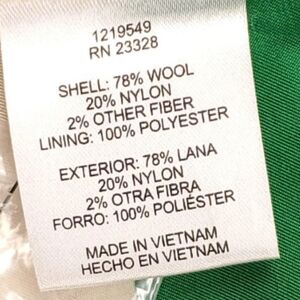 1219549
RN 23328
SHELL: 78% WOOL
20% NYLON
2% OTHER FIBER
LINING: 100% POLYESTER
EXTERIOR: 78% LANA
20% NYLON
2% OTRA FIBRA
FORRO: 100% POLIÉSTER
MADE IN VIETNAM
HECHO EN VIETNAM